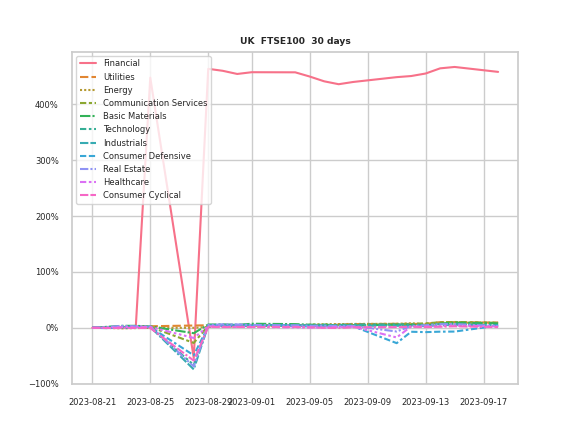 UK FTSE100 30 days
Financial
Utilities
Energy
Communication Services
Basic Materials
Technology
Industrials
Consumer Defensive
Real Estate
Healthcare
Consumer Cyclical
400%
300%
200%
100%
0%
−100%
2023-08-21 2023-08-25 2023-08-29 2023-09-01 2023-09-05 2023-09-09 2023-09-13 2023-09-17